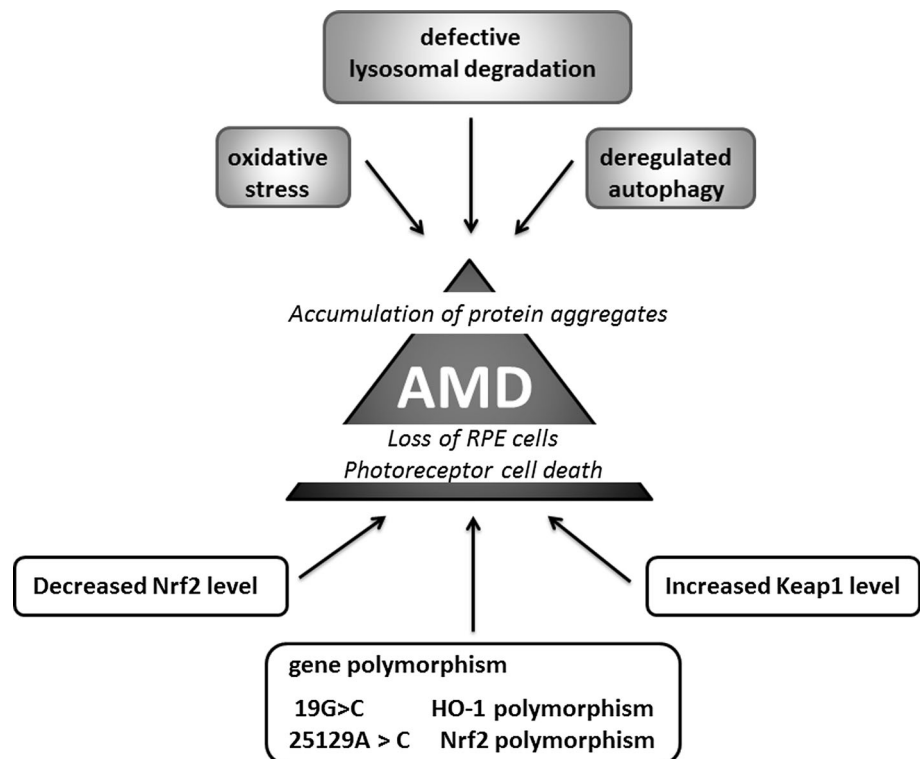 defective
lysosomal degradation
oxidative
stress
deregulated
autophagy
Accumulation of protein aggregates
AMD
Loss of RPE cells
Photoreceptor cell death
Decreased Nrf2 level
Increased Keap1 level
gene polymorphism
19G>C HO-1 polymorphism
25129A > C Nrf2 polymorphism